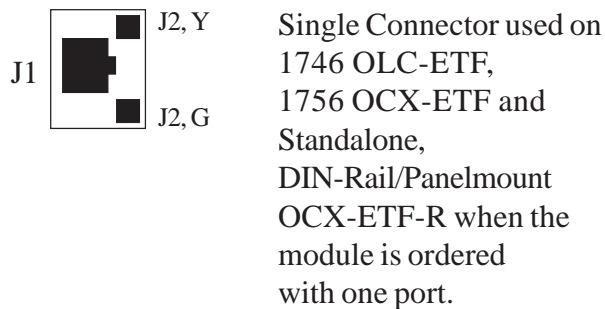 J1
J2, Y
J2, G
Single Connector used on
1746 OLC-ETF,
1756 OCX-ETF and
Standalone,
DIN-Rail/Panelmount
OCX-ETF-R when the
module is ordered
with one port.